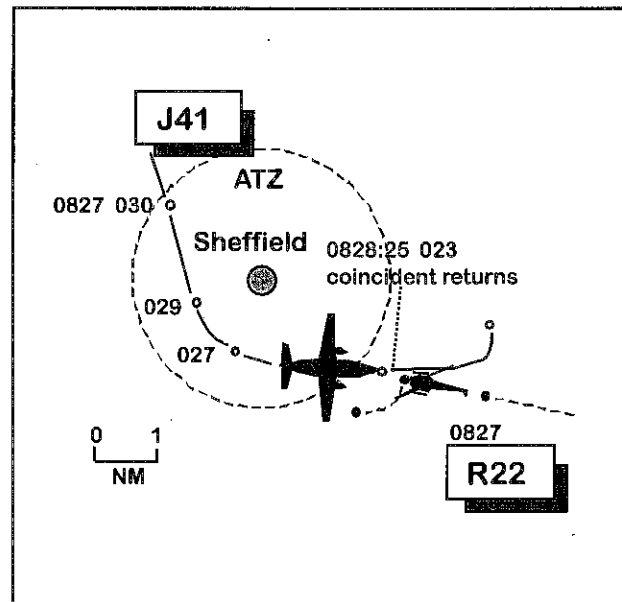 J41
ATZ
0827 030
Sheffield
0828:25 023
coincident returns
029
027
0 1
NM
0827
R22